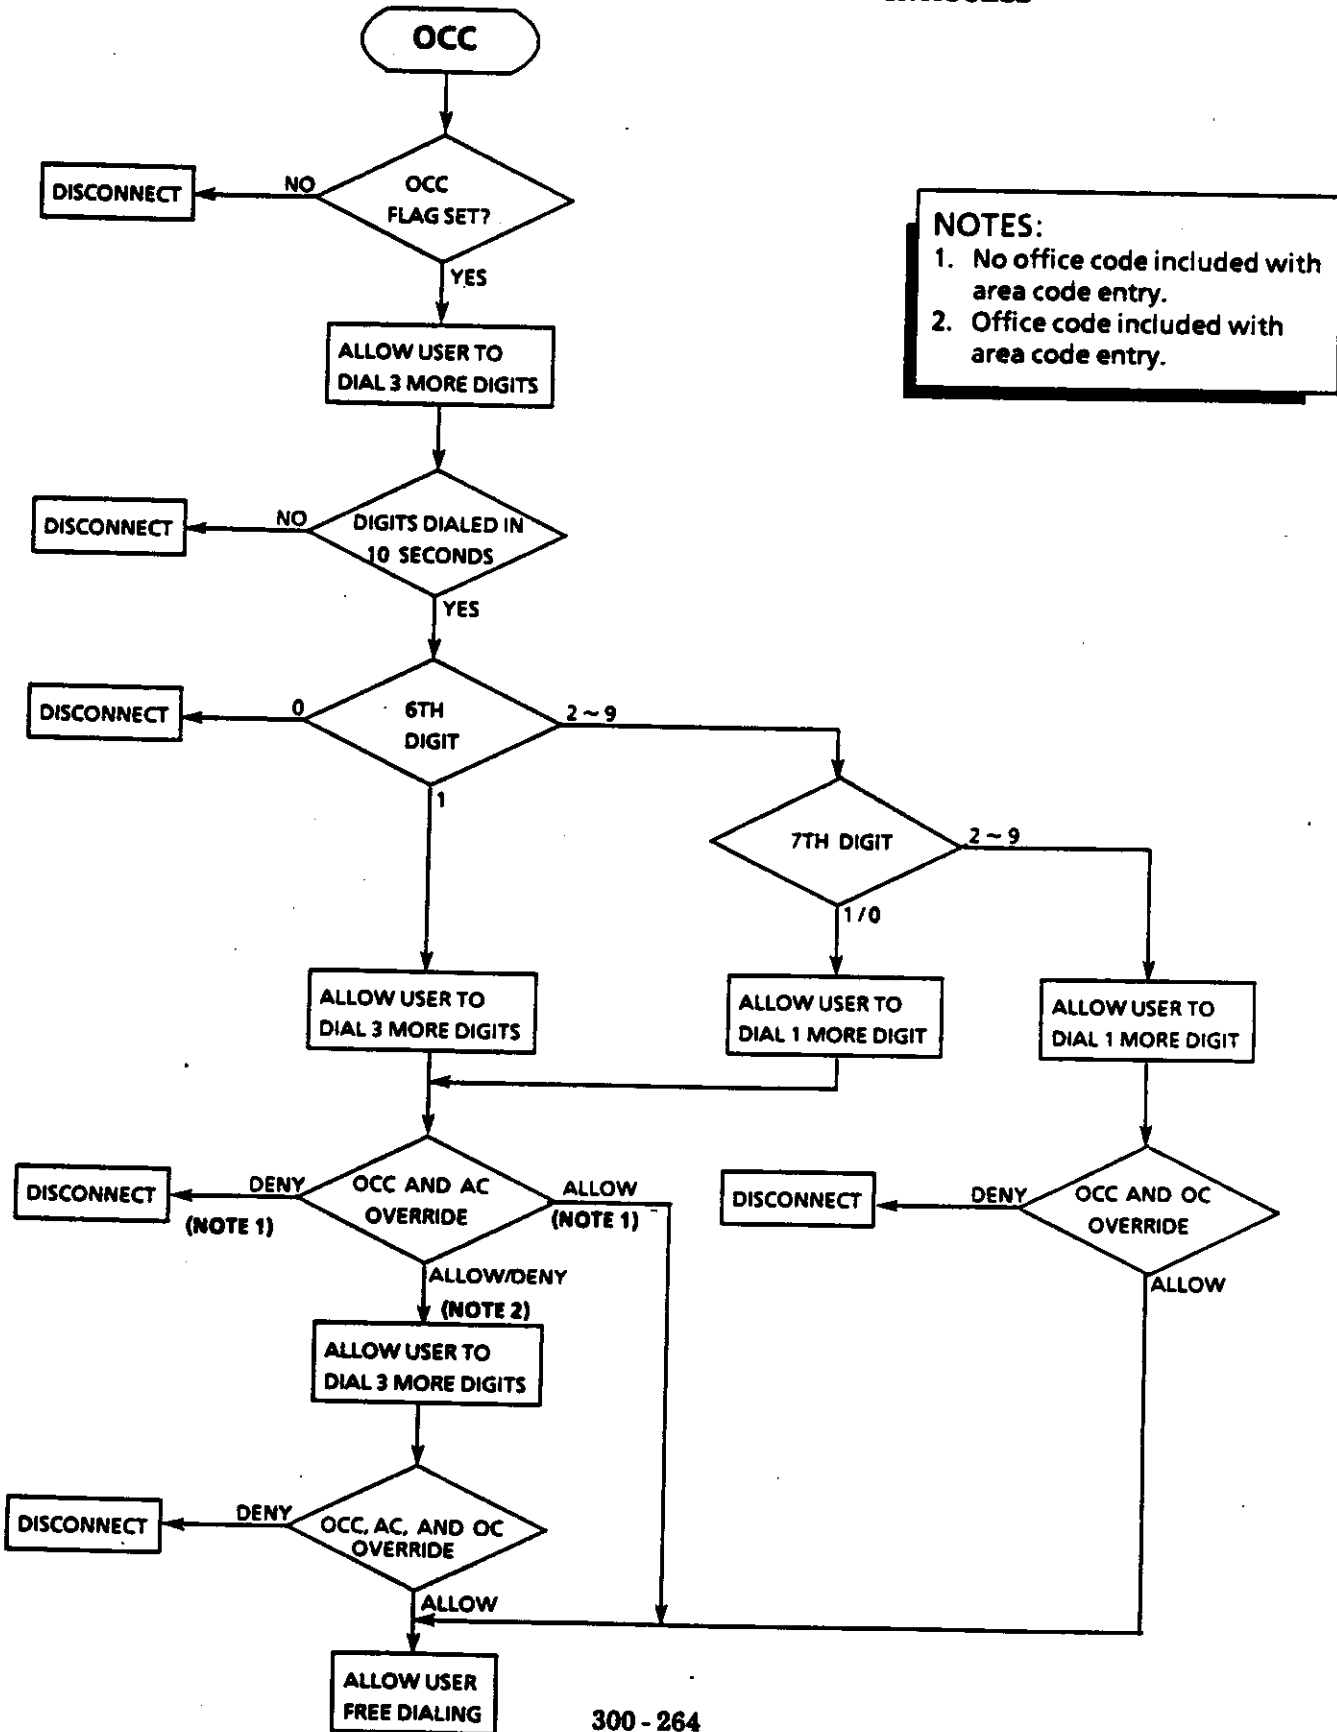 OCC
DISCONNECT
NO
OCC
FLAG SET?
YES
NOTES:
1. No office code included with
area code entry.
2. Office code included with
area code entry.
ALLOW USER TO
DIAL 3 MORE DIGITS
DISCONNECT
NO
DIGITS DIALED IN
10 SECONDS
YES
DISCONNECT
0
6TH
DIGIT
2 ~ 9
1
7TH DIGIT
2 ~ 9
1 / 0
ALLOW USER TO
DIAL 3 MORE DIGITS
ALLOW USER TO
DIAL 1 MORE DIGIT
ALLOW USER TO
DIAL 1 MORE DIGIT
DISCONNECT
DENY
(NOTE 1)
OCC AND AC
OVERRIDE
ALLOW
(NOTE 1)
DISCONNECT
DENY
OCC AND OC
OVERRIDE
ALLOW
ALLOW/DENY
(NOTE 2)
ALLOW USER TO
DIAL 3 MORE DIGITS
DISCONNECT
DENY
OCC, AC, AND OC
OVERRIDE
ALLOW
ALLOW USER
FREE DIALING
300 - 264